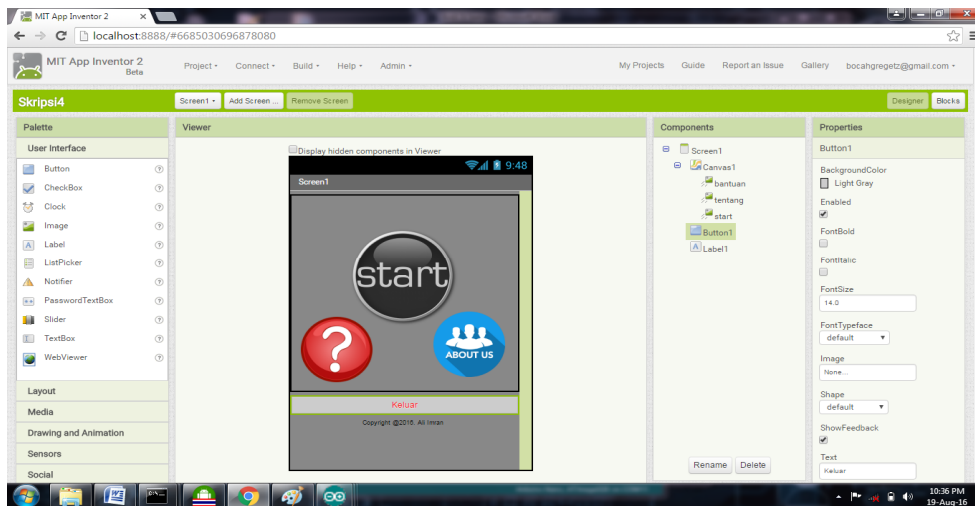 MIT App Inventor 2
localhost:8888/#6685030696878080
MIT App Inventor 2
Beta
Project Connect Build Help Admin
My Projects Guide Report an Issue Gallery bocahgregetz@gmail.com
Skripsi4
Screen1 Add Screen ... Remove Screen
Designer Blocks
Palette
User Interface
Button
CheckBox
Clock
Image
Label
ListPicker
Notifier
PasswordTextBox
Slider
TextBox
WebViewer
Layout
Media
Drawing and Animation
Sensors
Social
Viewer
Display hidden components in Viewer
9:48
Screen1
start
?
ABOUT US
Keluar
Copyright @2016. Ali Imran
Components
Screen1
Canvas1
bantuan
tentang
start
Button1
Label1
Rename Delete
Properties
Button1
BackgroundColor
Light Gray
Enabled
FontBold
FontItalic
FontSize
14.0
FontTypeface
default
Image
None...
Shape
default
ShowFeedback
Text
Keluar
10:36 PM
19-Aug-16